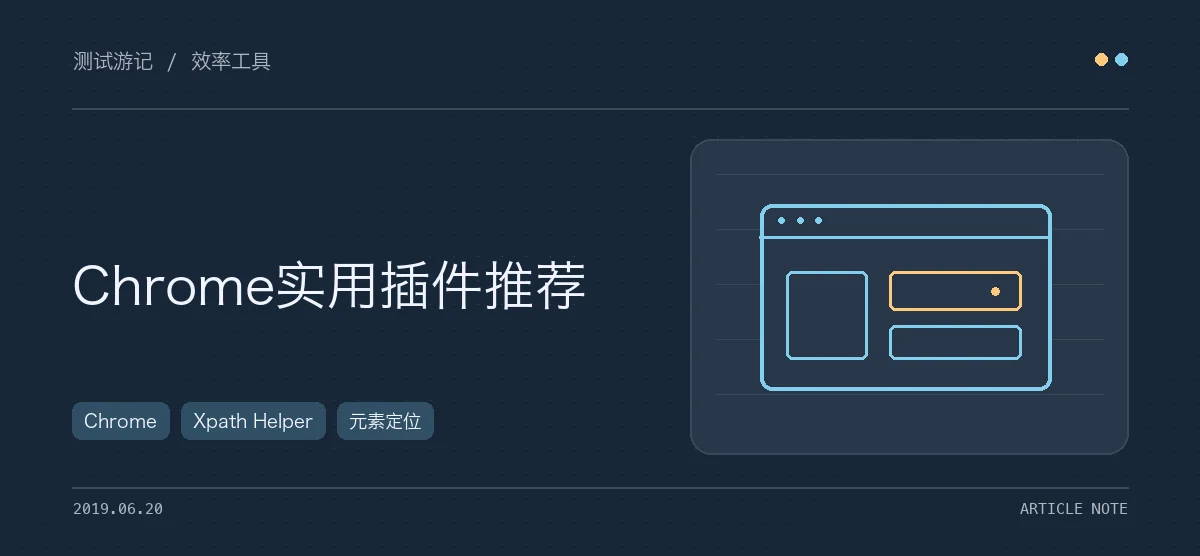 测试游记 / 效率工具
Chrome实用插件推荐
Chrome
Xpath Helper
元素定位
2019.06.20
ARTICLE NOTE